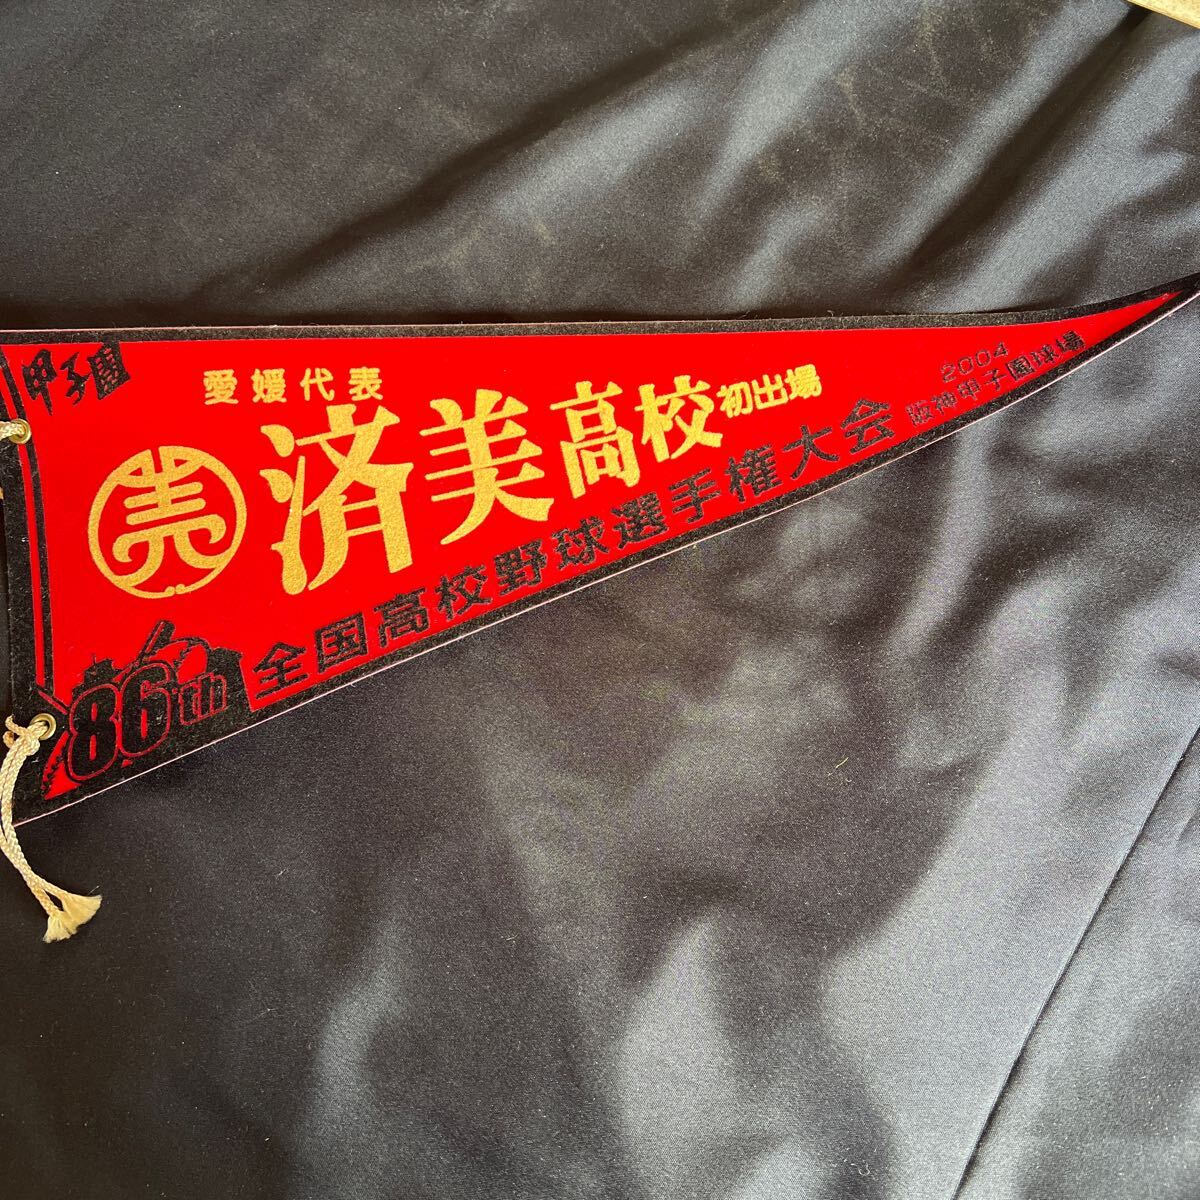 甲子園
愛媛代表
済美高校初出場
86th 全国高校野球選手権大会
2004
阪神甲子園球場